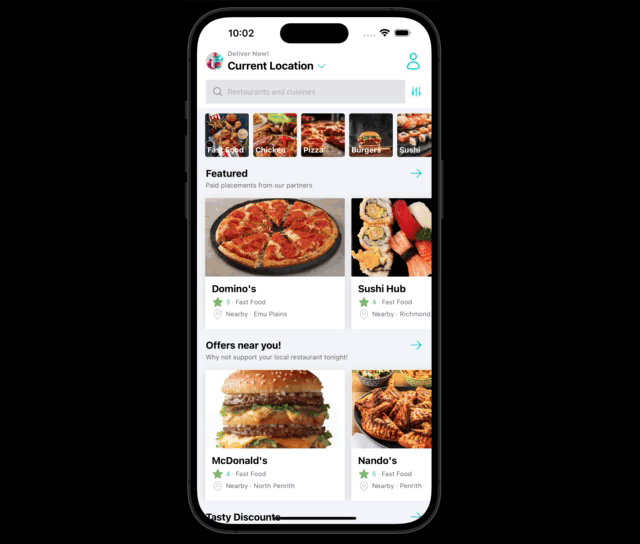 10:02
Deliver Now!
Current Location
Restaurants and cuisines
Fast Food Chicken Pizza Burgers Sushi
Featured
Paid placements from our partners
Domino's
3 · Fast Food
Nearby · Emu Plains
Sushi Hub
4 · Fast Food
Nearby · Richmond
Offers near you!
Why not support your local restaurant tonight!
McDonald's
4 · Fast Food
Nearby · North Penrith
Nando's
5 · Fast Food
Nearby · Penrith
Tasty Discounts